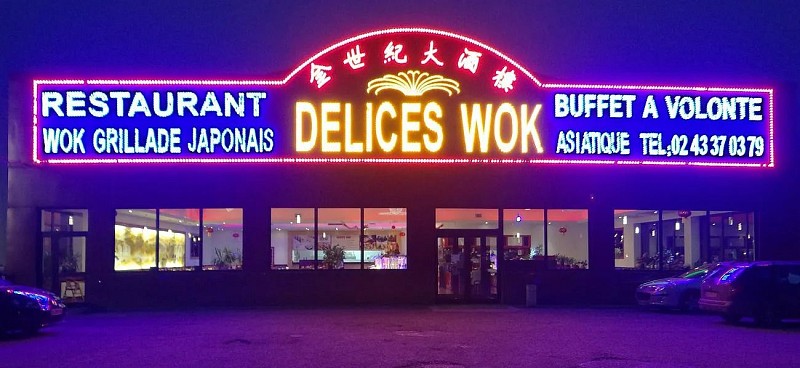 金世紀大酒樓
RESTAURANT
WOK GRILLADE JAPONAIS
DELICES WOK
BUFFET A VOLONTE
ASIATIQUE TEL:02 43 37 03 79